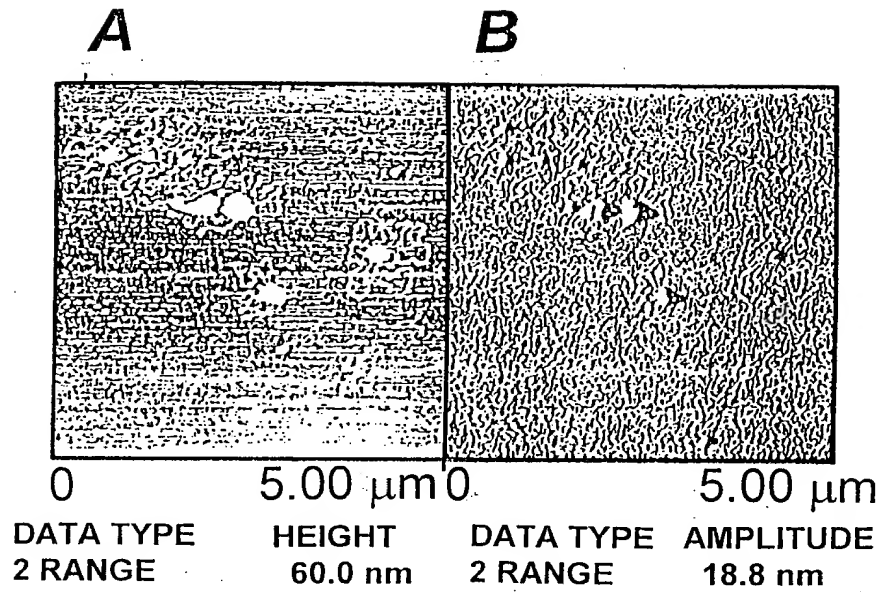 A B
0 5.00 μm 0 5.00 μm
DATA TYPE HEIGHT DATA TYPE AMPLITUDE
2 RANGE 60.0 nm 2 RANGE 18.8 nm